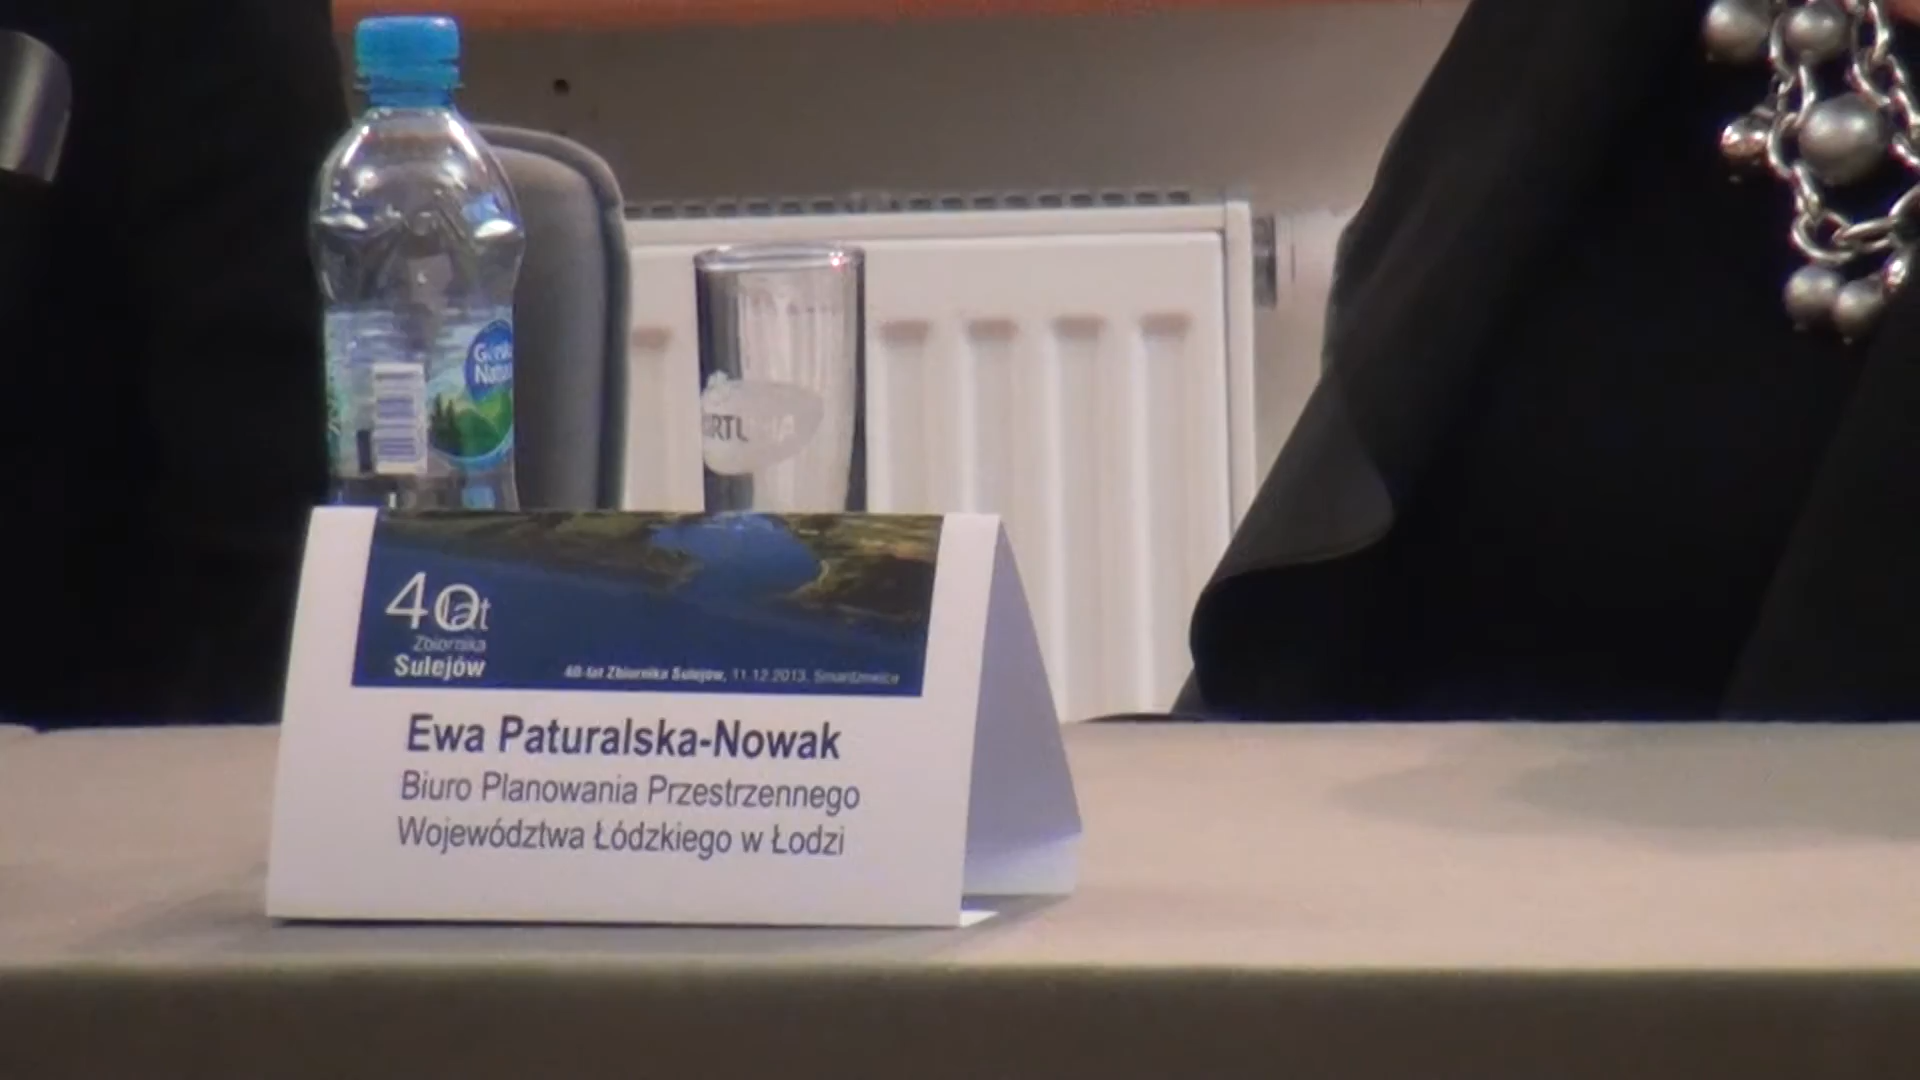 40 lat
Zbiornika
Sulejów
40-lat Zbiornika Sulejów, 11.12.2013, Smardzewice
Ewa Paturalska-Nowak
Biuro Planowania Przestrzennego
Województwa Łódzkiego w Łodzi